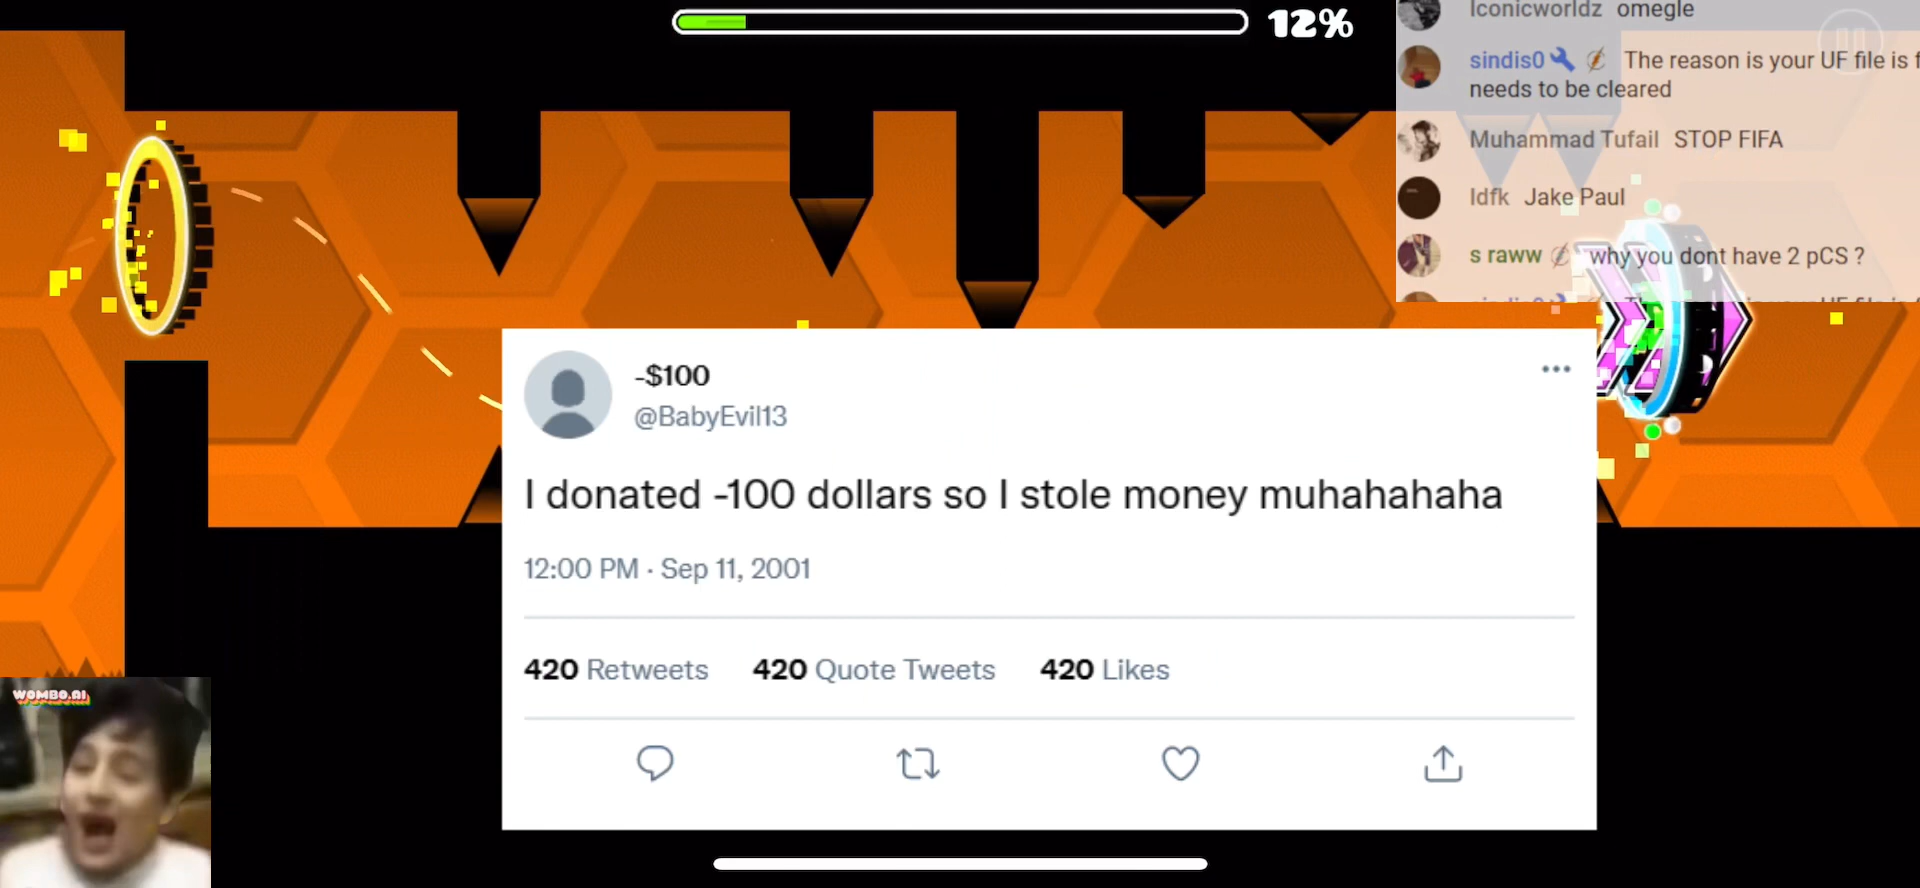 12%
Iconicworldz omegle
sindis0 The reason is your UF file is
needs to be cleared
Muhammad Tufail STOP FIFA
Idfk Jake Paul
s raww why you dont have 2 pCS ?
-$100
@BabyEvil13
I donated -100 dollars so I stole money muhahahaha
12:00 PM · Sep 11, 2001
420 Retweets 420 Quote Tweets 420 Likes
WOMBO.AI